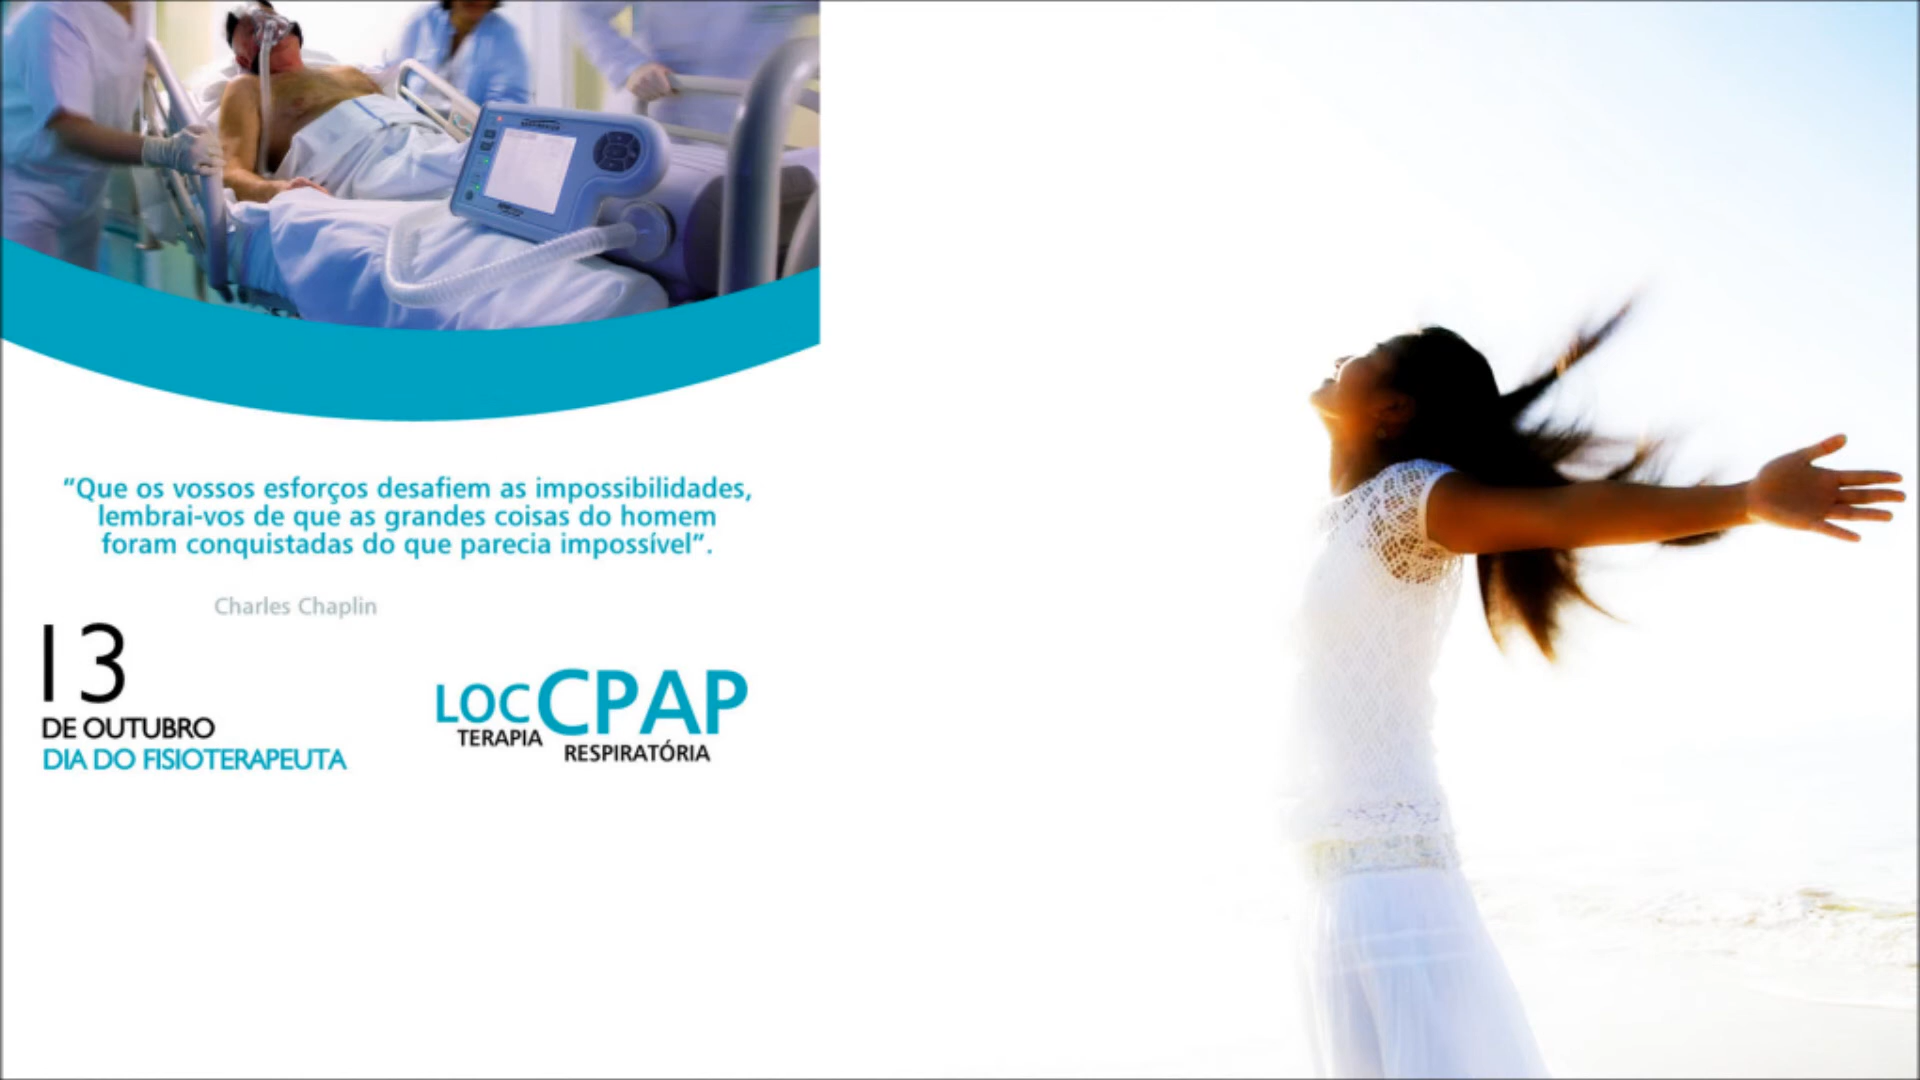 “Que os vossos esforços desafiem as impossibilidades,
lembrai-vos de que as grandes coisas do homem
foram conquistadas do que parecia impossível”.
Charles Chaplin
13
DE OUTUBRO
DIA DO FISIOTERAPEUTA
LOC CPAP
TERAPIA
RESPIRATÓRIA